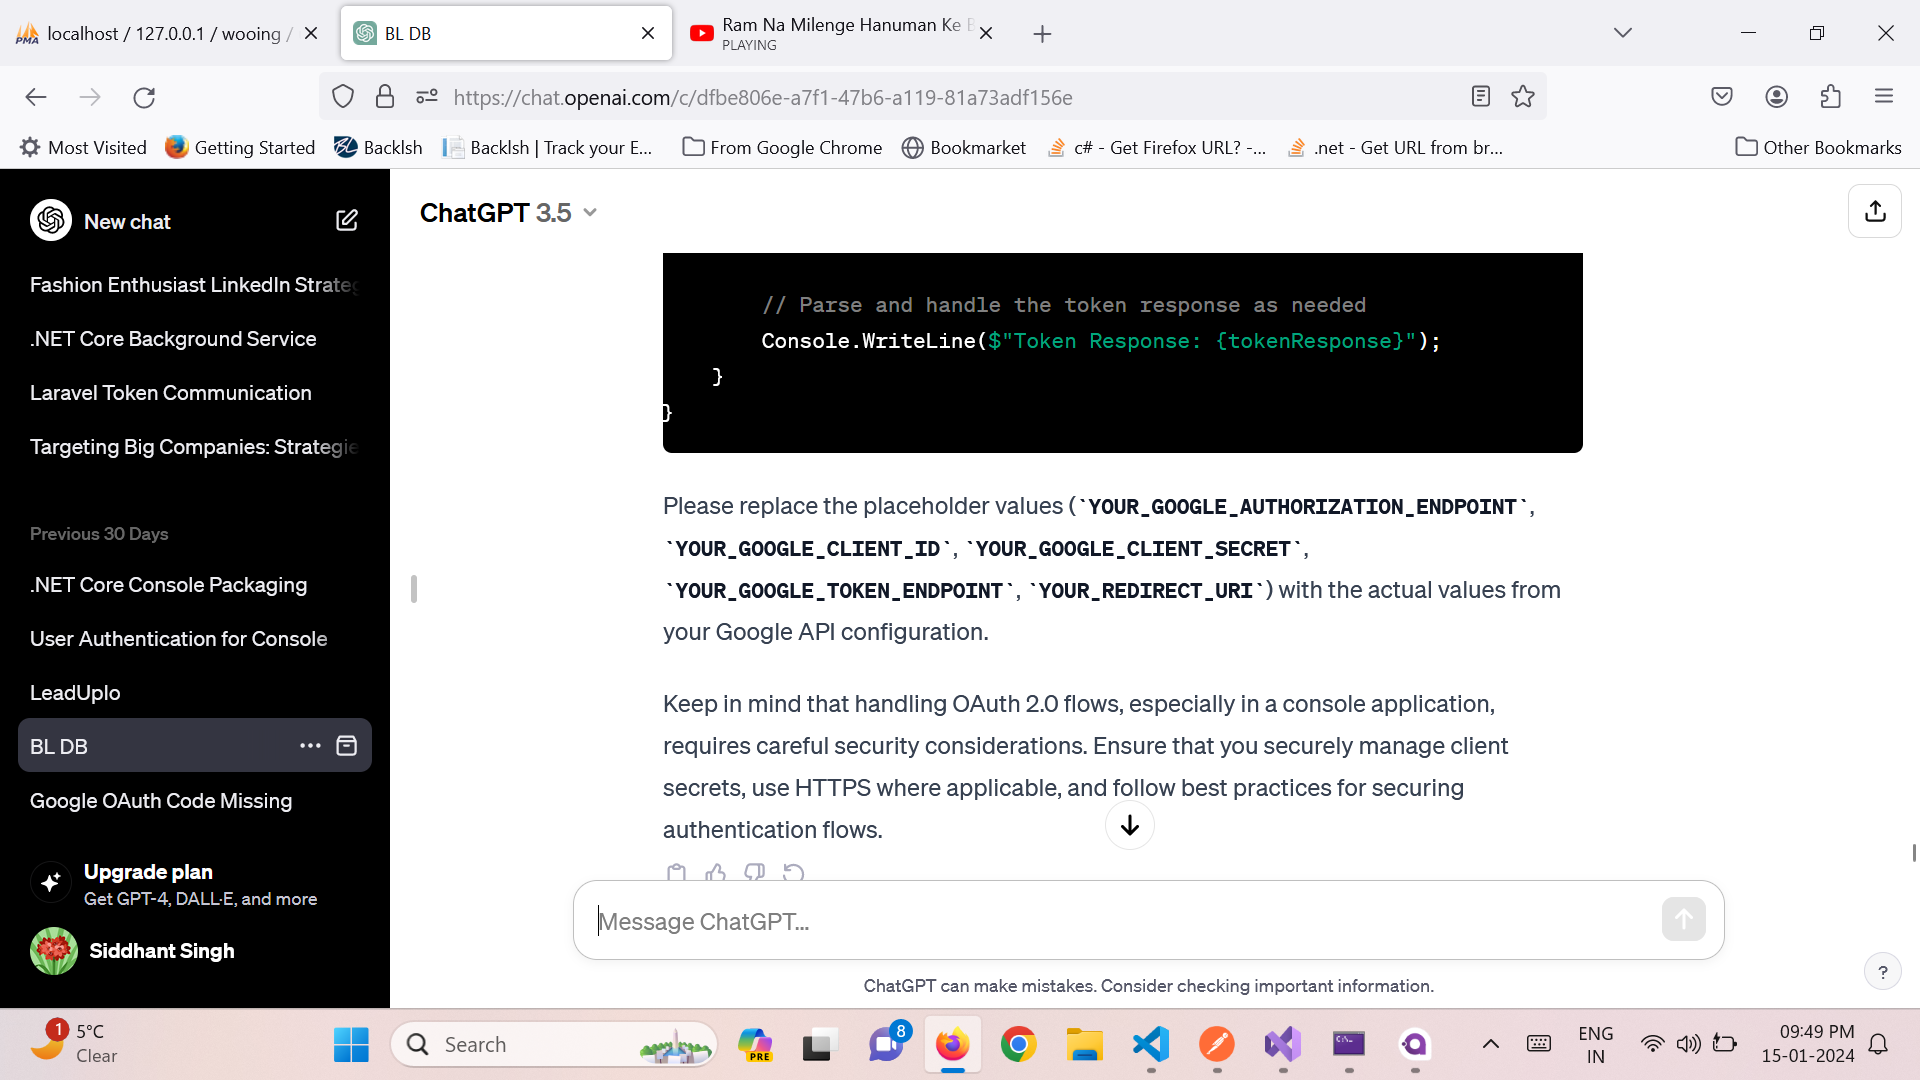 localhost / 127.0.0.1 / wooing /
BL DB
Ram Na Milenge Hanuman Ke B
PLAYING
https://chat.openai.com/c/dfbe806e-a7f1-47b6-a119-81a73adf156e
Most Visited
Getting Started
Backlsh
Backlsh | Track your E...
From Google Chrome
Bookmarket
c# - Get Firefox URL? -...
.net - Get URL from br...
Other Bookmarks
New chat
Fashion Enthusiast LinkedIn Strateg
.NET Core Background Service
Laravel Token Communication
Targeting Big Companies: Strategie
Previous 30 Days
.NET Core Console Packaging
User Authentication for Console
LeadUplo
BL DB
Google OAuth Code Missing
Upgrade plan
Get GPT-4, DALL·E, and more
Siddhant Singh
ChatGPT 3.5
// Parse and handle the token response as needed
Console.WriteLine($"Token Response: {tokenResponse}");
}
}
Please replace the placeholder values (`YOUR_GOOGLE_AUTHORIZATION_ENDPOINT`,
`YOUR_GOOGLE_CLIENT_ID`, `YOUR_GOOGLE_CLIENT_SECRET`,
`YOUR_GOOGLE_TOKEN_ENDPOINT`, `YOUR_REDIRECT_URI`) with the actual values from
your Google API configuration.
Keep in mind that handling OAuth 2.0 flows, especially in a console application,
requires careful security considerations. Ensure that you securely manage client
secrets, use HTTPS where applicable, and follow best practices for securing
authentication flows.
Message ChatGPT...
ChatGPT can make mistakes. Consider checking important information.
?
1
5°C
Clear
Search
PRE
8
ENG
IN
09:49 PM
15-01-2024